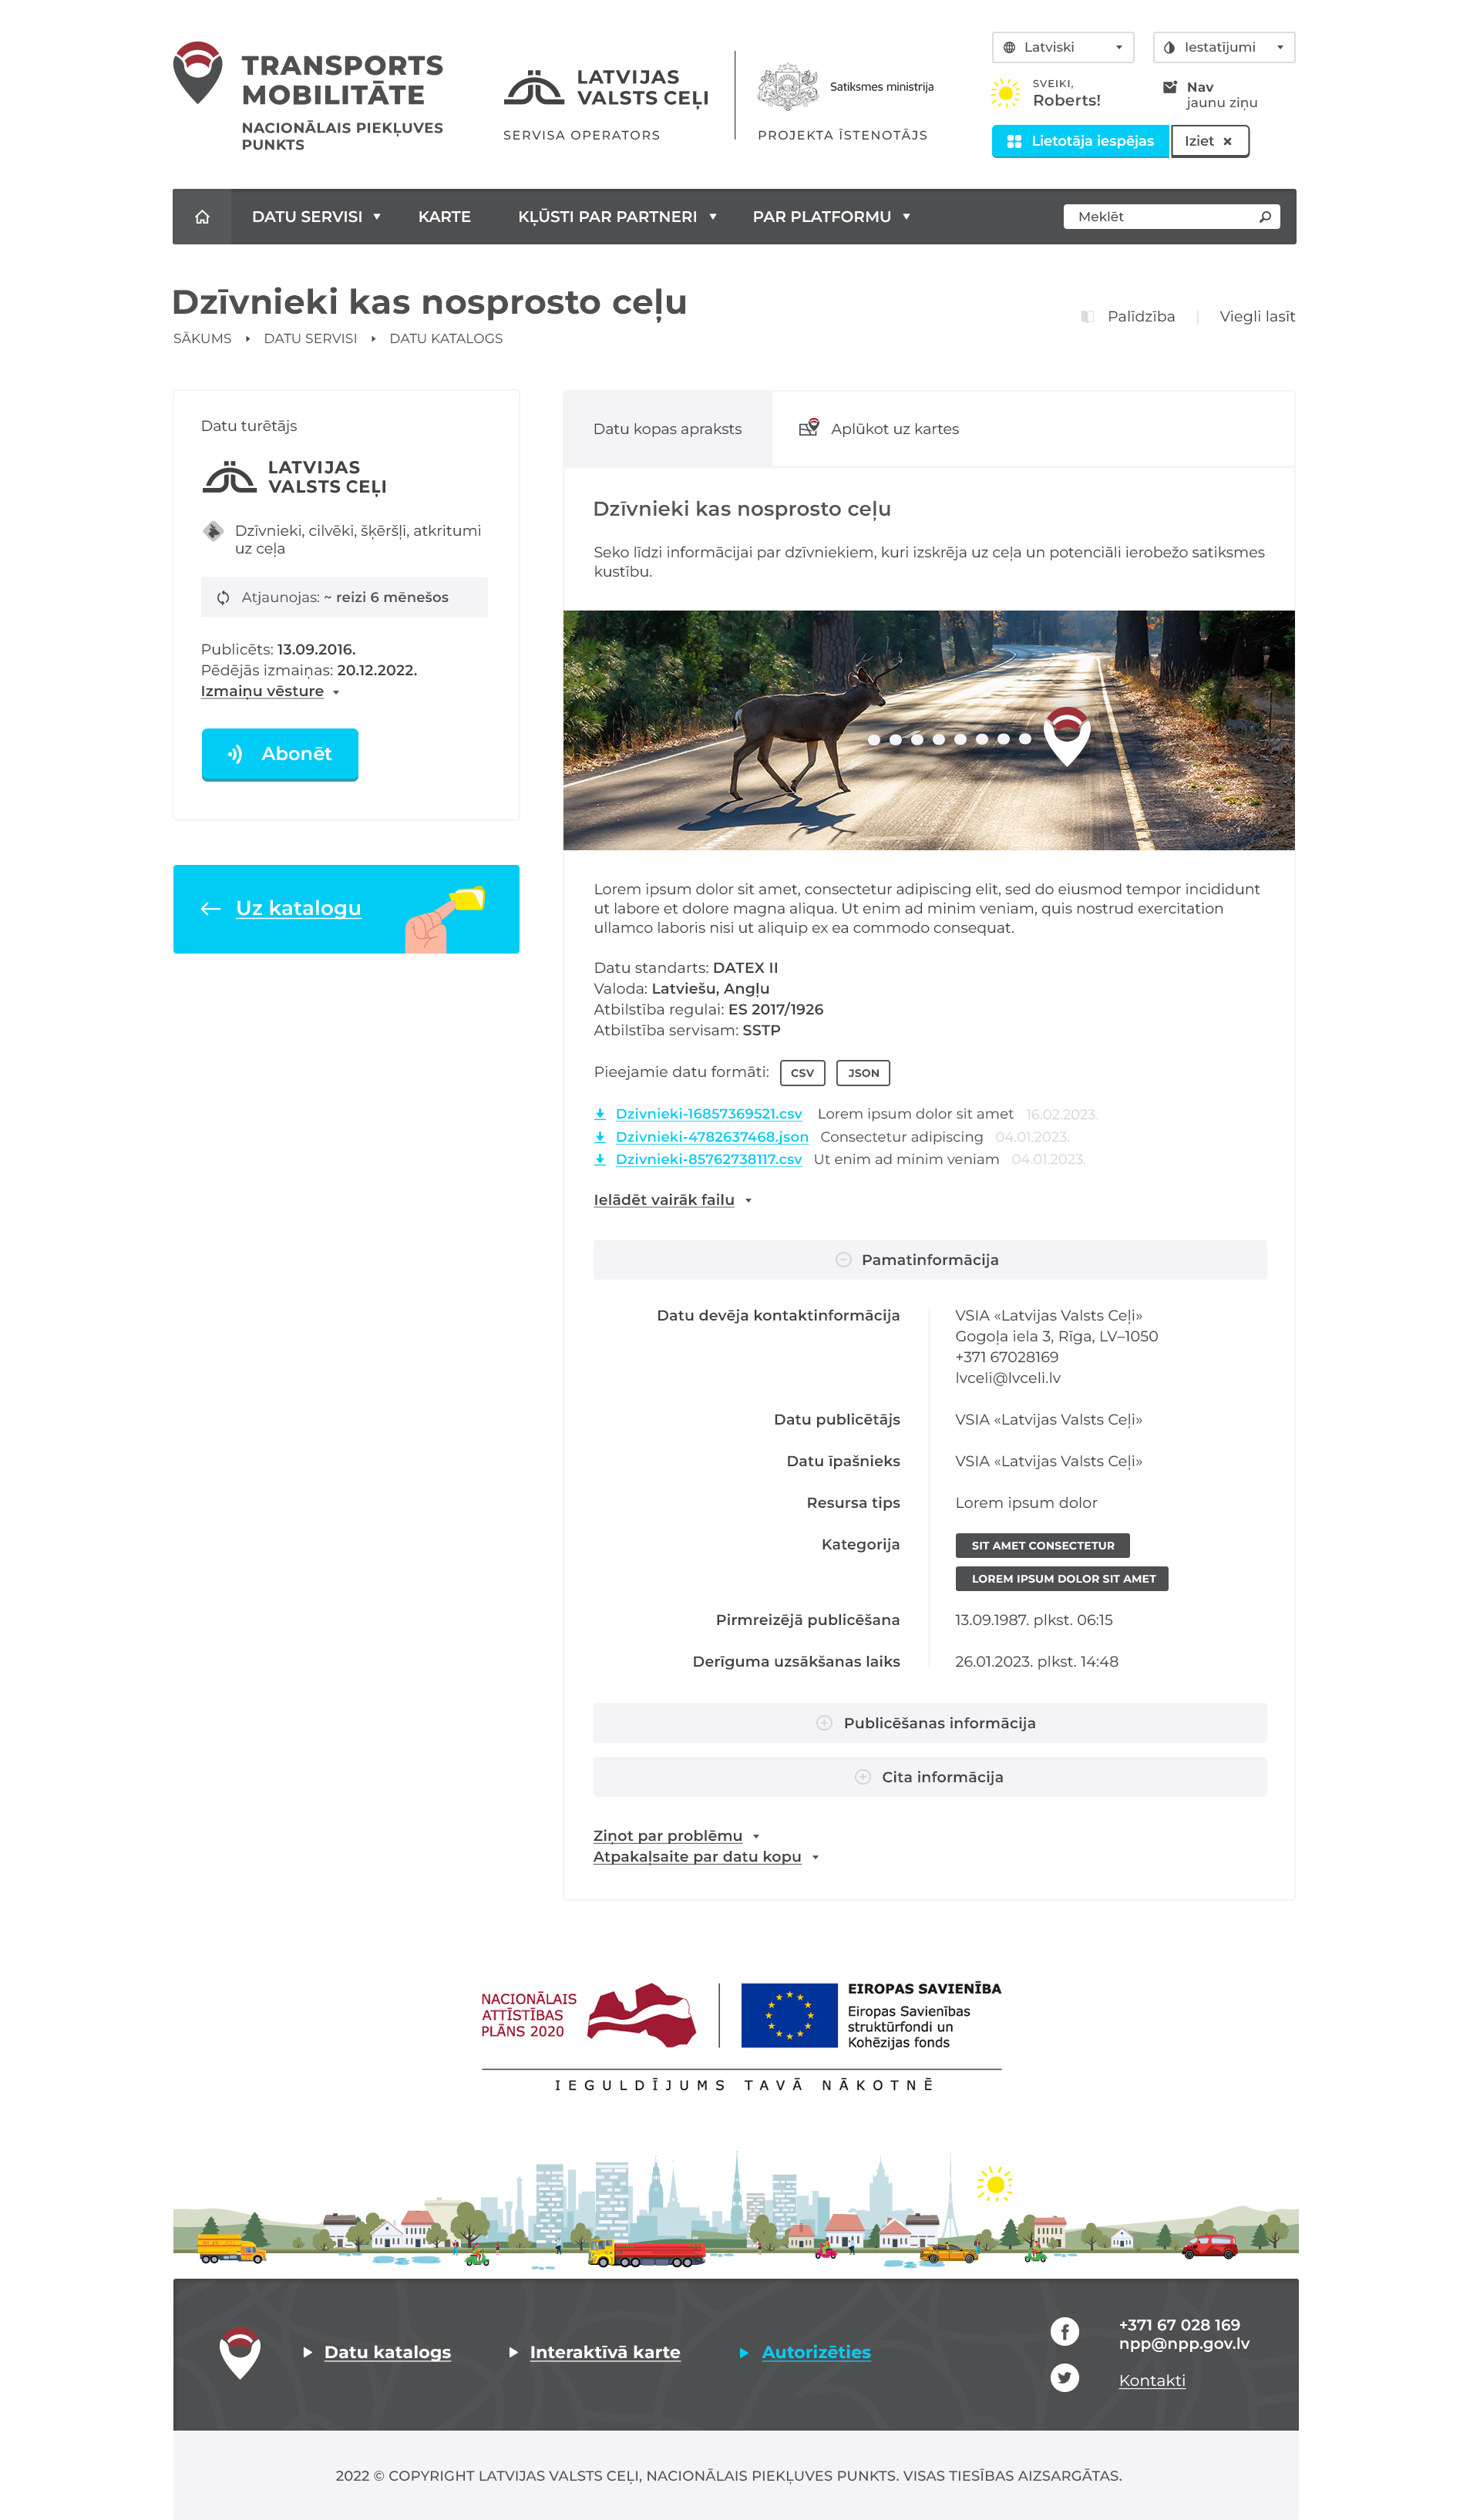 TRANSPORTS
MOBILITĀTE
NACIONĀLAIS PIEKĻUVES
PUNKTS
LATVIJAS
VALSTS CEĻI
SERVISA OPERATORS
Satiksmes ministrija
PROJEKTA ĪSTENOTĀJS
Latviski
Iestatījumi
SVEIKI,
Roberts!
Nav
jaunu ziņu
Lietotāja iespējas
Iziet
DATU SERVISI
KARTE
KĻŪSTI PAR PARTNERI
PAR PLATFORMU
Meklēt
Dzīvnieki kas nosprosto ceļu
SĀKUMS
DATU SERVISI
DATU KATALOGS
Palīdzība
Viegli lasīt
Datu turētājs
LATVIJAS
VALSTS CEĻI
Dzīvnieki, cilvēki, šķēršļi, atkritumi
uz ceļa
Atjaunojas: ~ reizi 6 mēnešos
Publicēts: 13.09.2016.
Pēdējās izmaiņas: 20.12.2022.
Izmaiņu vēsture
Abonēt
Uz katalogu
Datu kopas apraksts
Aplūkot uz kartes
Dzīvnieki kas nosprosto ceļu
Seko līdzi informācijai par dzīvniekiem, kuri izskrēja uz ceļa un potenciāli ierobežo satiksmes
kustību.
Lorem ipsum dolor sit amet, consectetur adipiscing elit, sed do eiusmod tempor incididunt
ut labore et dolore magna aliqua. Ut enim ad minim veniam, quis nostrud exercitation
ullamco laboris nisi ut aliquip ex ea commodo consequat.
Datu standarts: DATEX II
Valoda: Latviešu, Angļu
Atbilstība regulai: ES 2017/1926
Atbilstība servisam: SSTP
Pieejamie datu formāti: CSV JSON
Dzivnieki-16857369521.csv Lorem ipsum dolor sit amet 16.02.2023.
Dzivnieki-4782637468.json Consectetur adipiscing 04.01.2023.
Dzivnieki-85762738117.csv Ut enim ad minim veniam 04.01.2023.
Ielādēt vairāk failu
Pamatinformācija
Datu devēja kontaktinformācija
VSIA «Latvijas Valsts Ceļi»
Gogoļa iela 3, Rīga, LV–1050
+371 67028169
lvceli@lvceli.lv
Datu publicētājs
VSIA «Latvijas Valsts Ceļi»
Datu īpašnieks
VSIA «Latvijas Valsts Ceļi»
Resursa tips
Lorem ipsum dolor
Kategorija
SIT AMET CONSECTETUR
LOREM IPSUM DOLOR SIT AMET
Pirmreizējā publicēšana
13.09.1987. plkst. 06:15
Derīguma uzsākšanas laiks
26.01.2023. plkst. 14:48
Publicēšanas informācija
Cita informācija
Ziņot par problēmu
Atpakaļsaite par datu kopu
NACIONĀLAIS
ATTĪSTĪBAS
PLĀNS 2020
EIROPAS SAVIENĪBA
Eiropas Savienības
struktūrfondi un
Kohēzijas fonds
IEGULDĪJUMS TAVĀ NĀKOTNĒ
Datu katalogs
Interaktīvā karte
Autorizēties
+371 67 028 169
npp@npp.gov.lv
Kontakti
2022 © COPYRIGHT LATVIJAS VALSTS CEĻI, NACIONĀLAIS PIEKĻUVES PUNKTS. VISAS TIESĪBAS AIZSARGĀTAS.